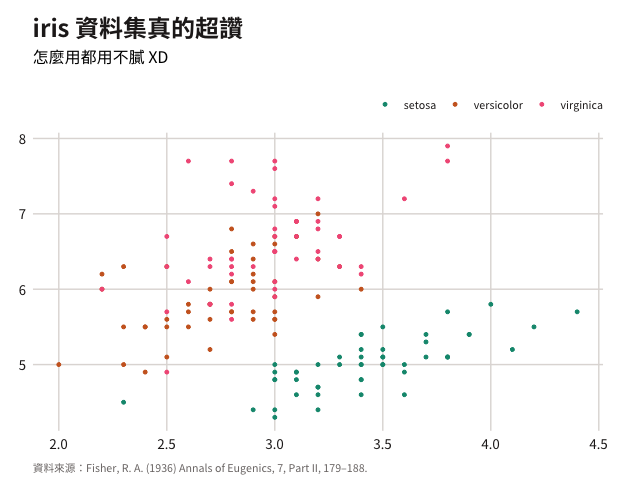 iris 資料集真的超讚
怎麼用都用不膩 XD
setosa versicolor virginica
8
7
6
5
2.0 2.5 3.0 3.5 4.0 4.5
資料來源：Fisher, R. A. (1936) Annals of Eugenics, 7, Part II, 179–188.